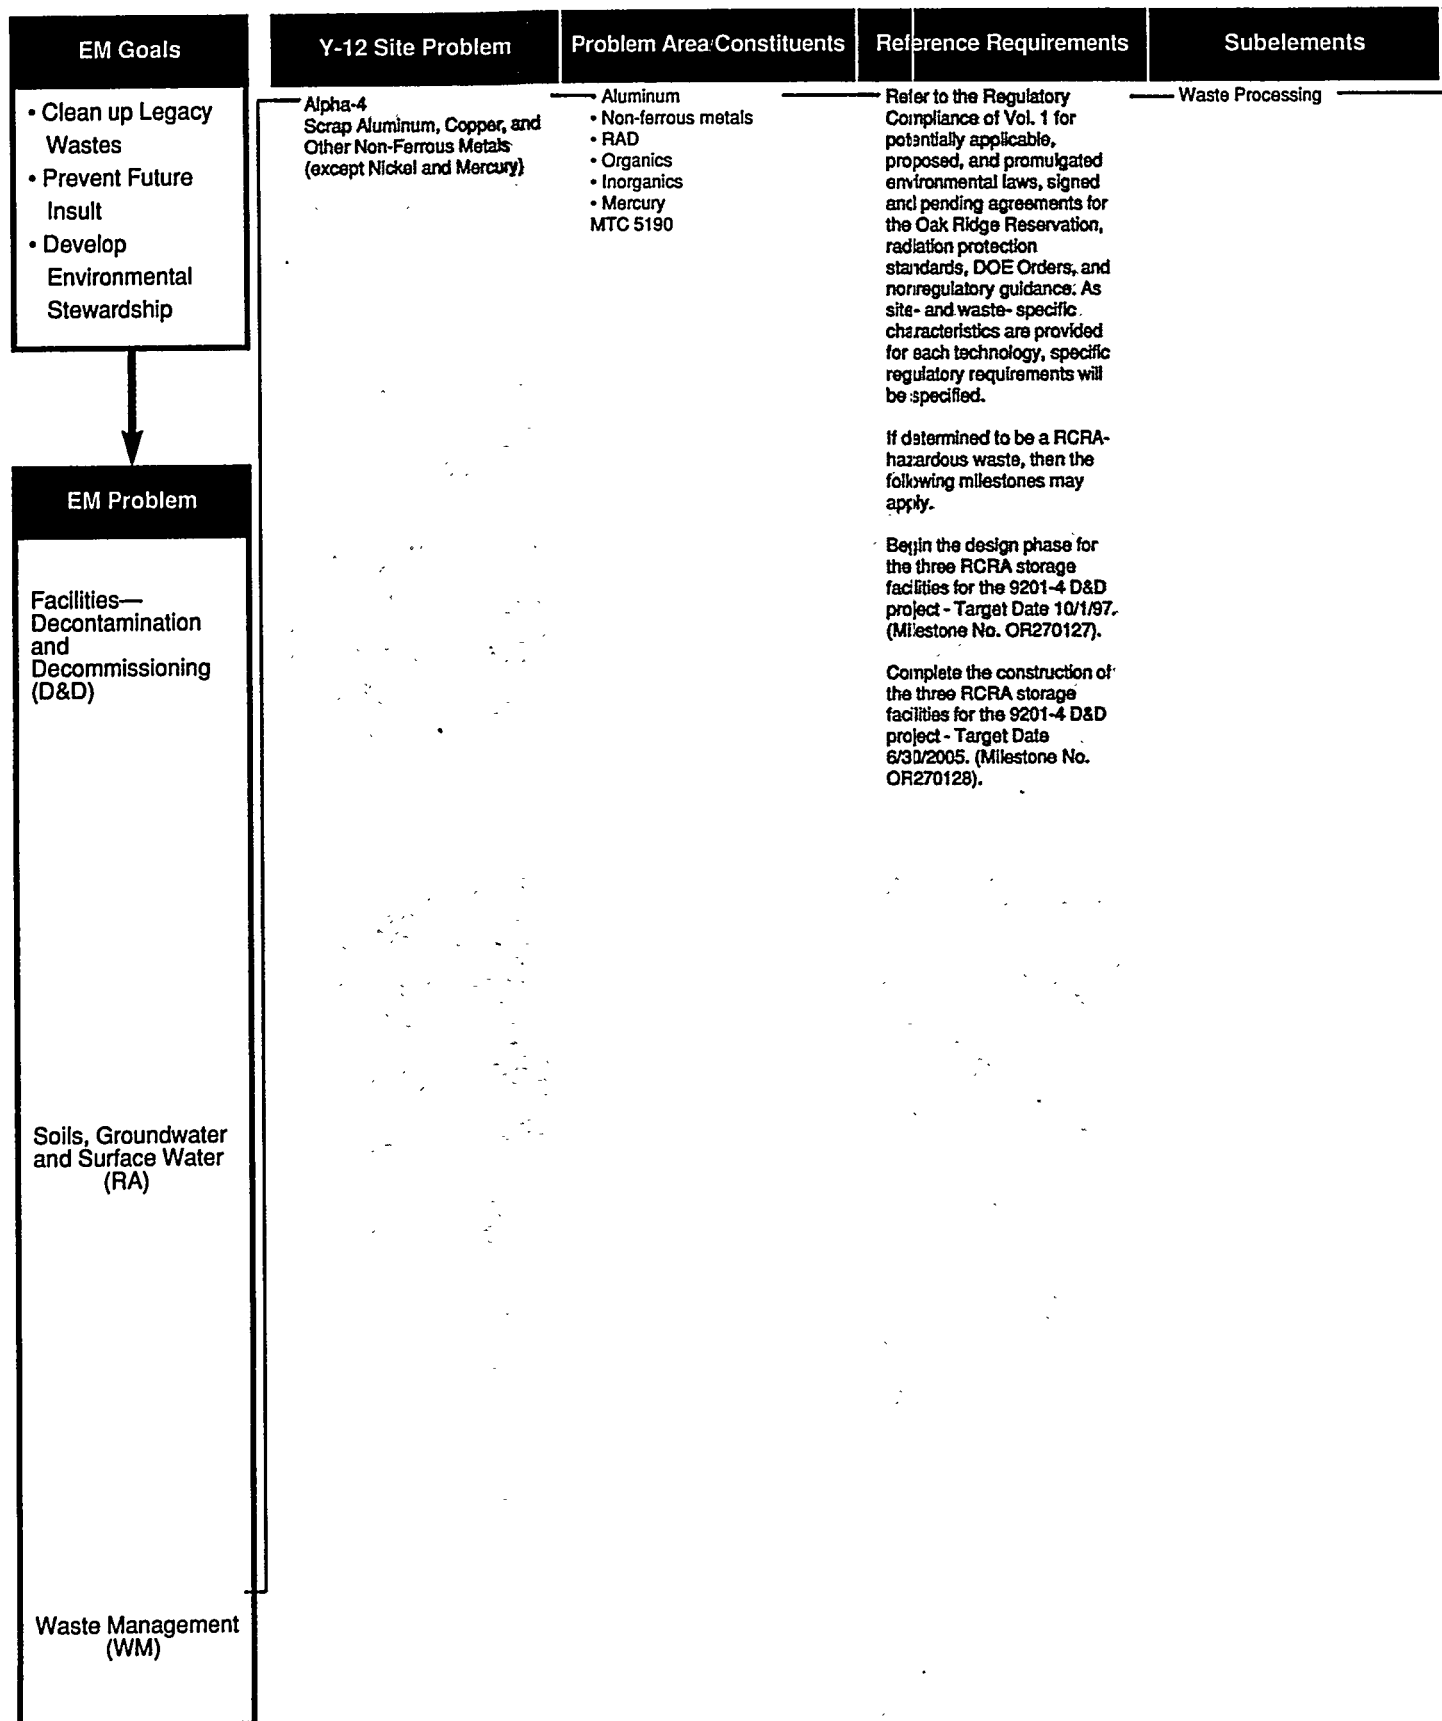 EM Goals
• Clean up Legacy
Wastes
• Prevent Future
Insult
• Develop
Environmental
Stewardship
EM Problem
Facilities—
Decontamination
and
Decommissioning
(D&D)
Soils, Groundwater
and Surface Water
(RA)
Waste Management
(WM)
Y-12 Site Problem
Alpha-4
Scrap Aluminum, Copper, and
Other Non-Ferrous Metals
(except Nickel and Mercury)
Problem Area/Constituents
Aluminum
• Non-ferrous metals
• RAD
• Organics
• Inorganics
• Mercury
MTC 5190
Reference Requirements
Refer to the Regulatory
Compliance of Vol. 1 for
potentially applicable,
proposed, and promulgated
environmental laws, signed
and pending agreements for
the Oak Ridge Reservation,
radiation protection
standards, DOE Orders, and
nonregulatory guidance. As
site- and waste- specific
characteristics are provided
for each technology, specific
regulatory requirements will
be specified.
If determined to be a RCRA-
hazardous waste, then the
following milestones may
apply.
Begin the design phase for
the three RCRA storage
facilities for the 9201-4 D&D
project - Target Date 10/1/97.
(Milestone No. OR270127).
Complete the construction of
the three RCRA storage
facilities for the 9201-4 D&D
project - Target Date
6/30/2005. (Milestone No.
OR270128).
Subelements
Waste Processing